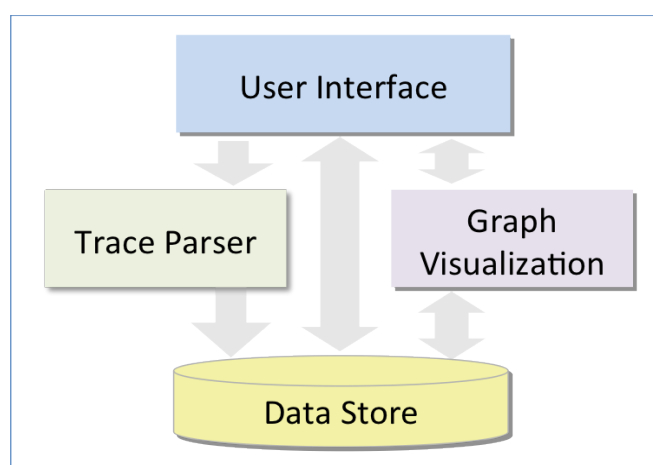 User Interface
Trace Parser
Graph
Visualization
Data Store